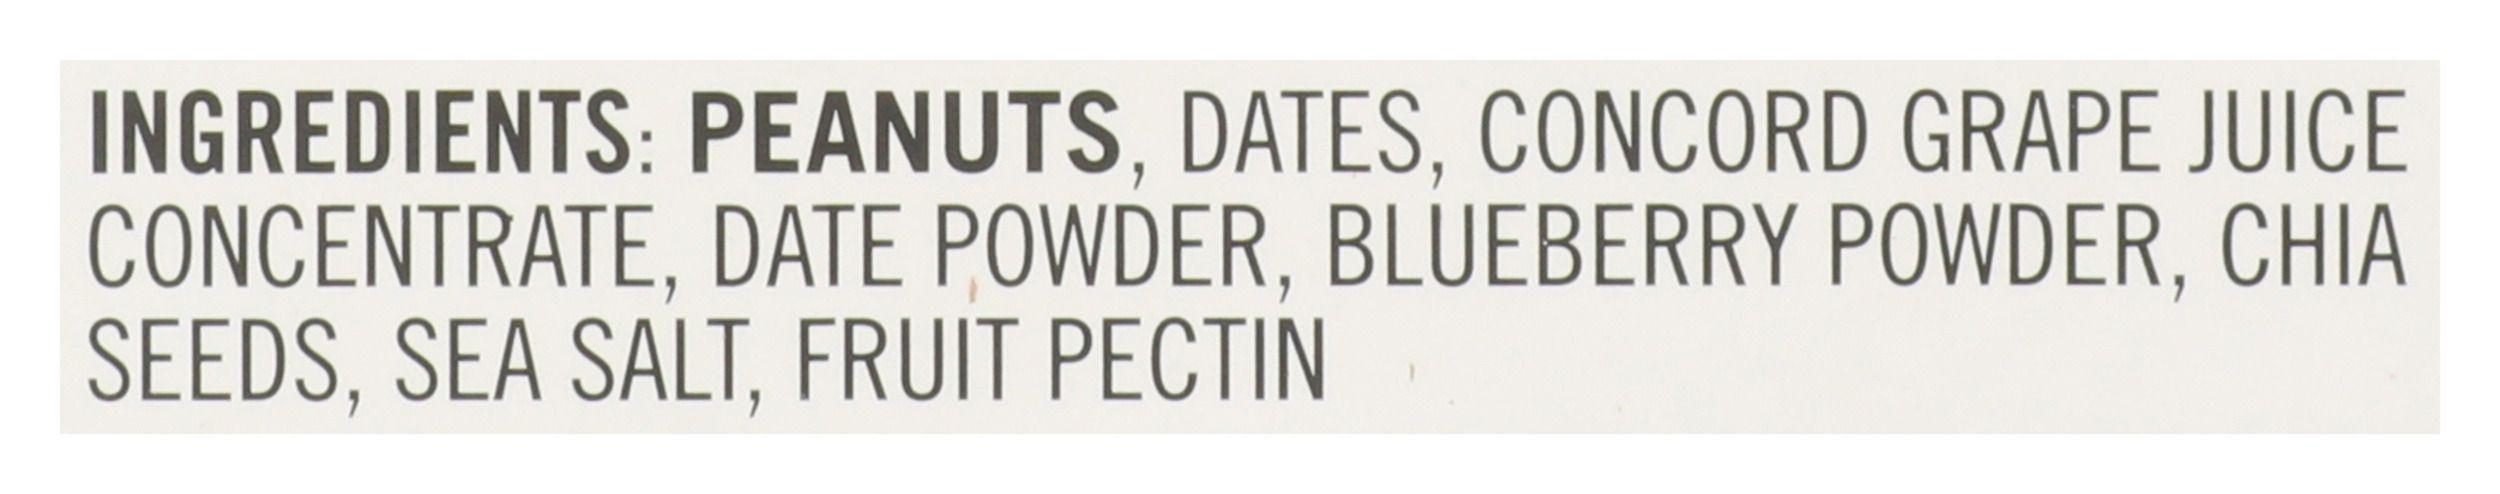 INGREDIENTS: PEANUTS, DATES, CONCORD GRAPE JUICE
CONCENTRATE, DATE POWDER, BLUEBERRY POWDER, CHIA
SEEDS, SEA SALT, FRUIT PECTIN